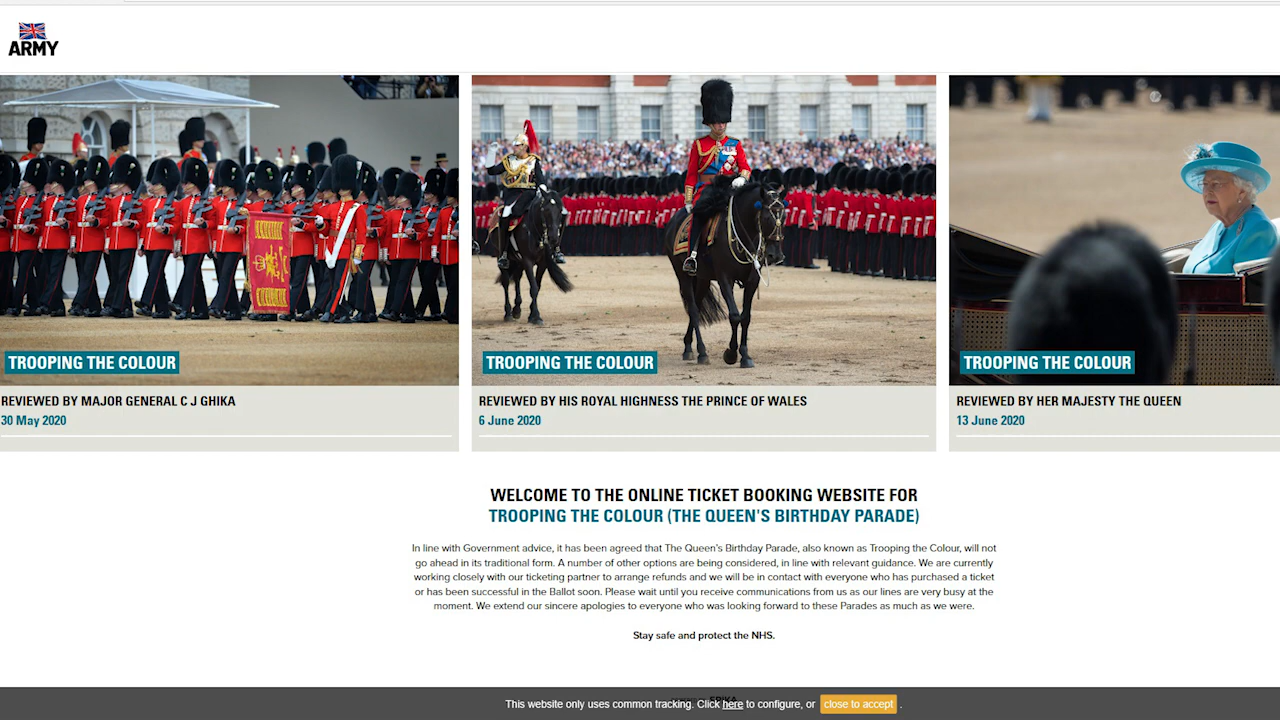 ARMY
TROOPING THE COLOUR
REVIEWED BY MAJOR GENERAL C J GHIKA
30 May 2020
TROOPING THE COLOUR
REVIEWED BY HIS ROYAL HIGHNESS THE PRINCE OF WALES
6 June 2020
TROOPING THE COLOUR
REVIEWED BY HER MAJESTY THE QUEEN
13 June 2020
WELCOME TO THE ONLINE TICKET BOOKING WEBSITE FOR
TROOPING THE COLOUR (THE QUEEN'S BIRTHDAY PARADE)
In line with Government advice, it has been agreed that The Queen's Birthday Parade, also known as Trooping the Colour, will not
go ahead in its traditional form. A number of other options are being considered, in line with relevant guidance. We are currently
working closely with our ticketing partner to arrange refunds and we will be in contact with everyone who has purchased a ticket
or has been successful in the Ballot soon. Please wait until you receive communications from us as our lines are very busy at the
moment. We extend our sincere apologies to everyone who was looking forward to these Parades as much as we were.
Stay safe and protect the NHS.
This website only uses common tracking. Click here to configure, or close to accept .